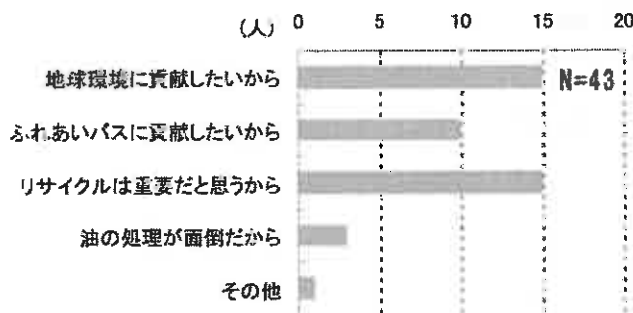 (人) 0 5 10 15 20
地球環境に貢献したいから
N=43
ふれあいバスに貢献したいから
リサイクルは重要だと思うから
油の処理が面倒だから
その他